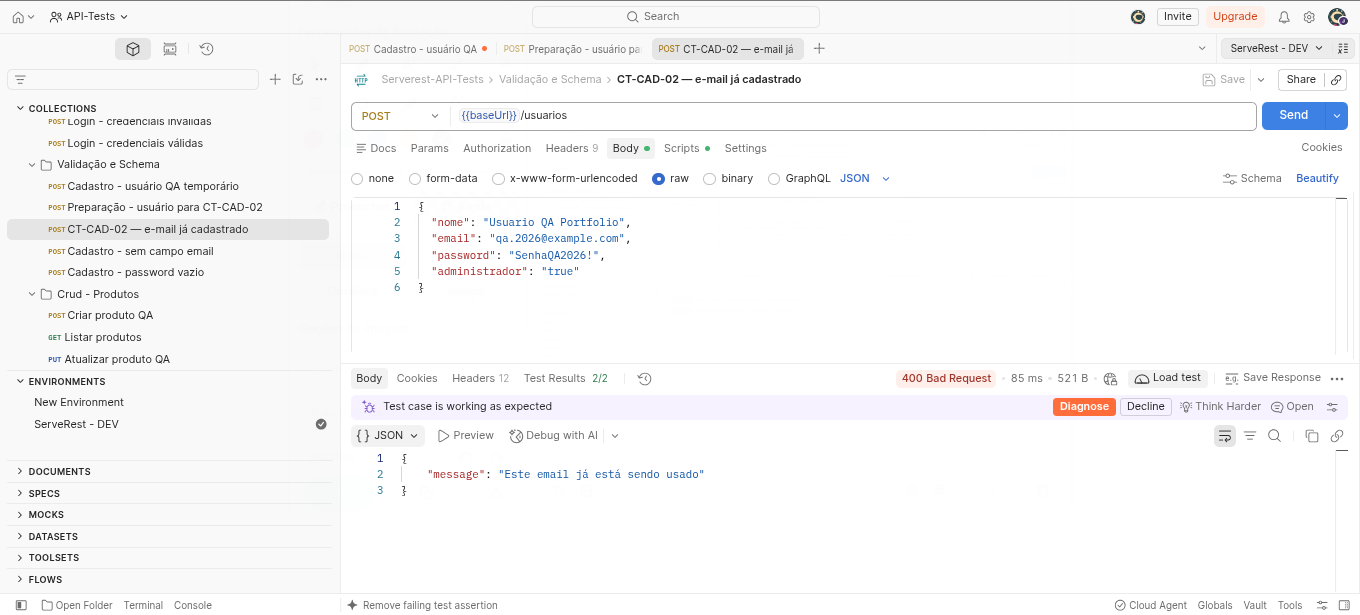 API-Tests
Search
Invite
Upgrade
POST Cadastro - usuário QA
POST Preparação - usuário pa
POST CT-CAD-02 — e-mail já
ServeRest - DEV
Serverest-API-Tests > Validação e Schema > CT-CAD-02 — e-mail já cadastrado
Save
Share
COLLECTIONS
POST Login - credenciais inválidas
POST Login - credenciais válidas
Validação e Schema
POST Cadastro - usuário QA temporário
POST Preparação - usuário para CT-CAD-02
POST CT-CAD-02 — e-mail já cadastrado
POST Cadastro - sem campo email
POST Cadastro - password vazio
Crud - Produtos
POST Criar produto QA
GET Listar produtos
PUT Atualizar produto QA
ENVIRONMENTS
New Environment
ServeRest - DEV
DOCUMENTS
SPECS
MOCKS
DATASETS
TOOLSETS
FLOWS
POST {{baseUrl}} /usuarios
Send
Docs Params Authorization Headers 9 Body Scripts Settings Cookies
none form-data x-www-form-urlencoded raw binary GraphQL JSON Schema Beautify
1 {
2 "nome": "Usuario QA Portfolio",
3 "email": "qa.2026@example.com",
4 "password": "SenhaQA2026!",
5 "administrador": "true"
6 }
Body Cookies Headers 12 Test Results 2/2 400 Bad Request • 85 ms • 521 B Load test e.g. Save Response
Test case is working as expected Diagnose Decline Think Harder Open
{ } JSON Preview Debug with AI
1 {
2 "message": "Este email já está sendo usado"
3 }
Open Folder Terminal Console Remove failing test assertion Cloud Agent Globals Vault Tools